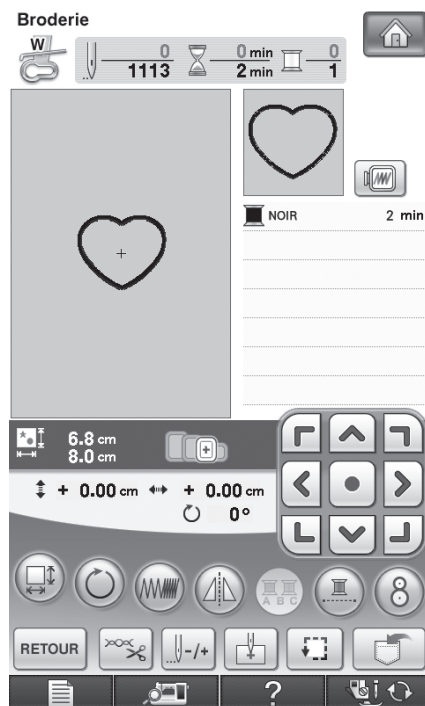 Broderie
W
0 0 min 0
1113 2 min 1
NOIR 2 min
6.8 cm
8.0 cm
+ 0.00 cm + 0.00 cm
0°
A B C
8
RETOUR
-/+
? i